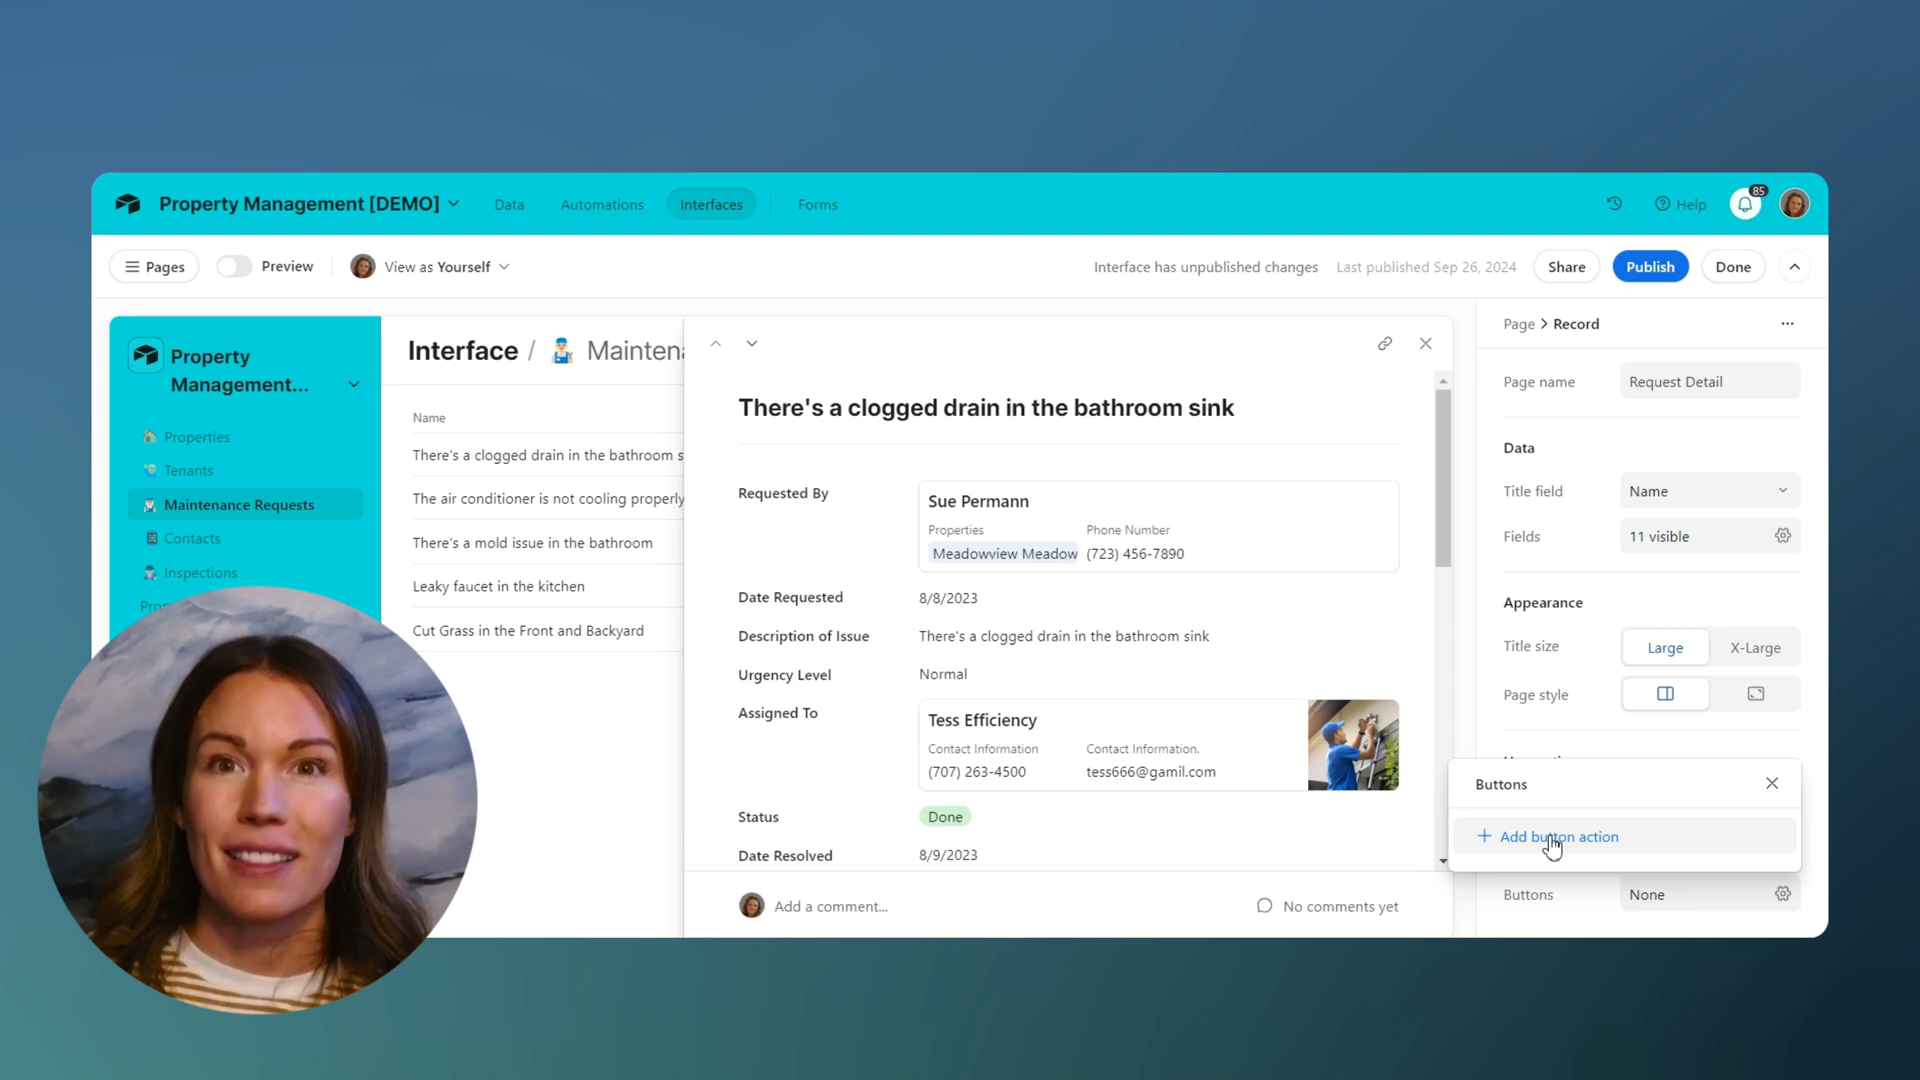 Property Management [DEMO] Data Automations Interfaces Forms Help 85
Pages Preview View as Yourself Interface has unpublished changes Last published Sep 26, 2024 Share Publish Done
Property
Management...
Properties
Tenants
Maintenance Requests
Contacts
Inspections
Interface /
Name
There's a clogged drain in the bathroom s
The air conditioner is not cooling properly
There's a mold issue in the bathroom
Leaky faucet in the kitchen
Cut Grass in the Front and Backyard
There's a clogged drain in the bathroom sink
Requested By
Sue Permann
Properties Phone Number
Meadowview Meadow (723) 456-7890
Date Requested 8/8/2023
Description of Issue There's a clogged drain in the bathroom sink
Urgency Level Normal
Assigned To
Tess Efficiency
Contact Information Contact Information.
(707) 263-4500 tess666@gamil.com
Status Done
Date Resolved 8/9/2023
Add a comment... No comments yet
Page > Record
Page name Request Detail
Data
Title field Name
Fields 11 visible
Appearance
Title size Large X-Large
Page style
Buttons
+ Add button action
Buttons None